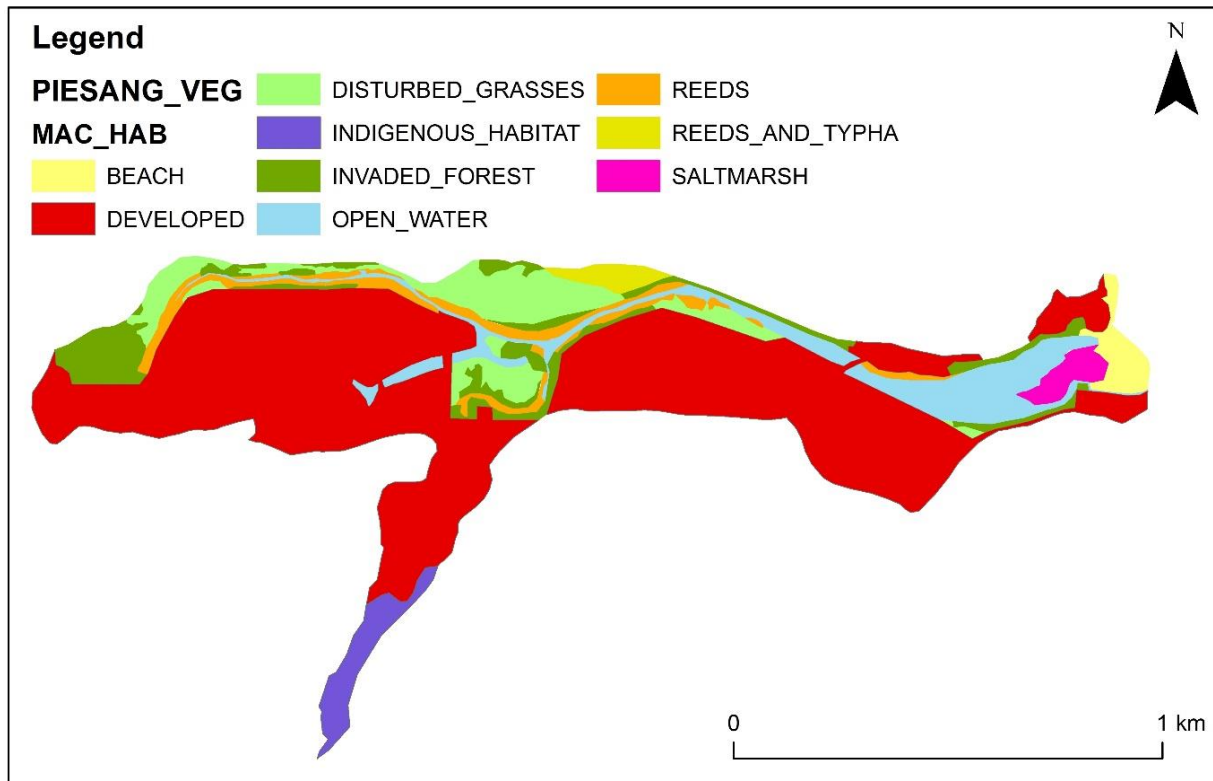 Legend
PIESANG_VEG
MAC_HAB
BEACH
DEVELOPED
DISTURBED_GRASSES
INDIGENOUS_HABITAT
INVADED_FOREST
OPEN_WATER
REEDS
REEDS_AND_TYPHA
SALTMARSH
N
0 1 km